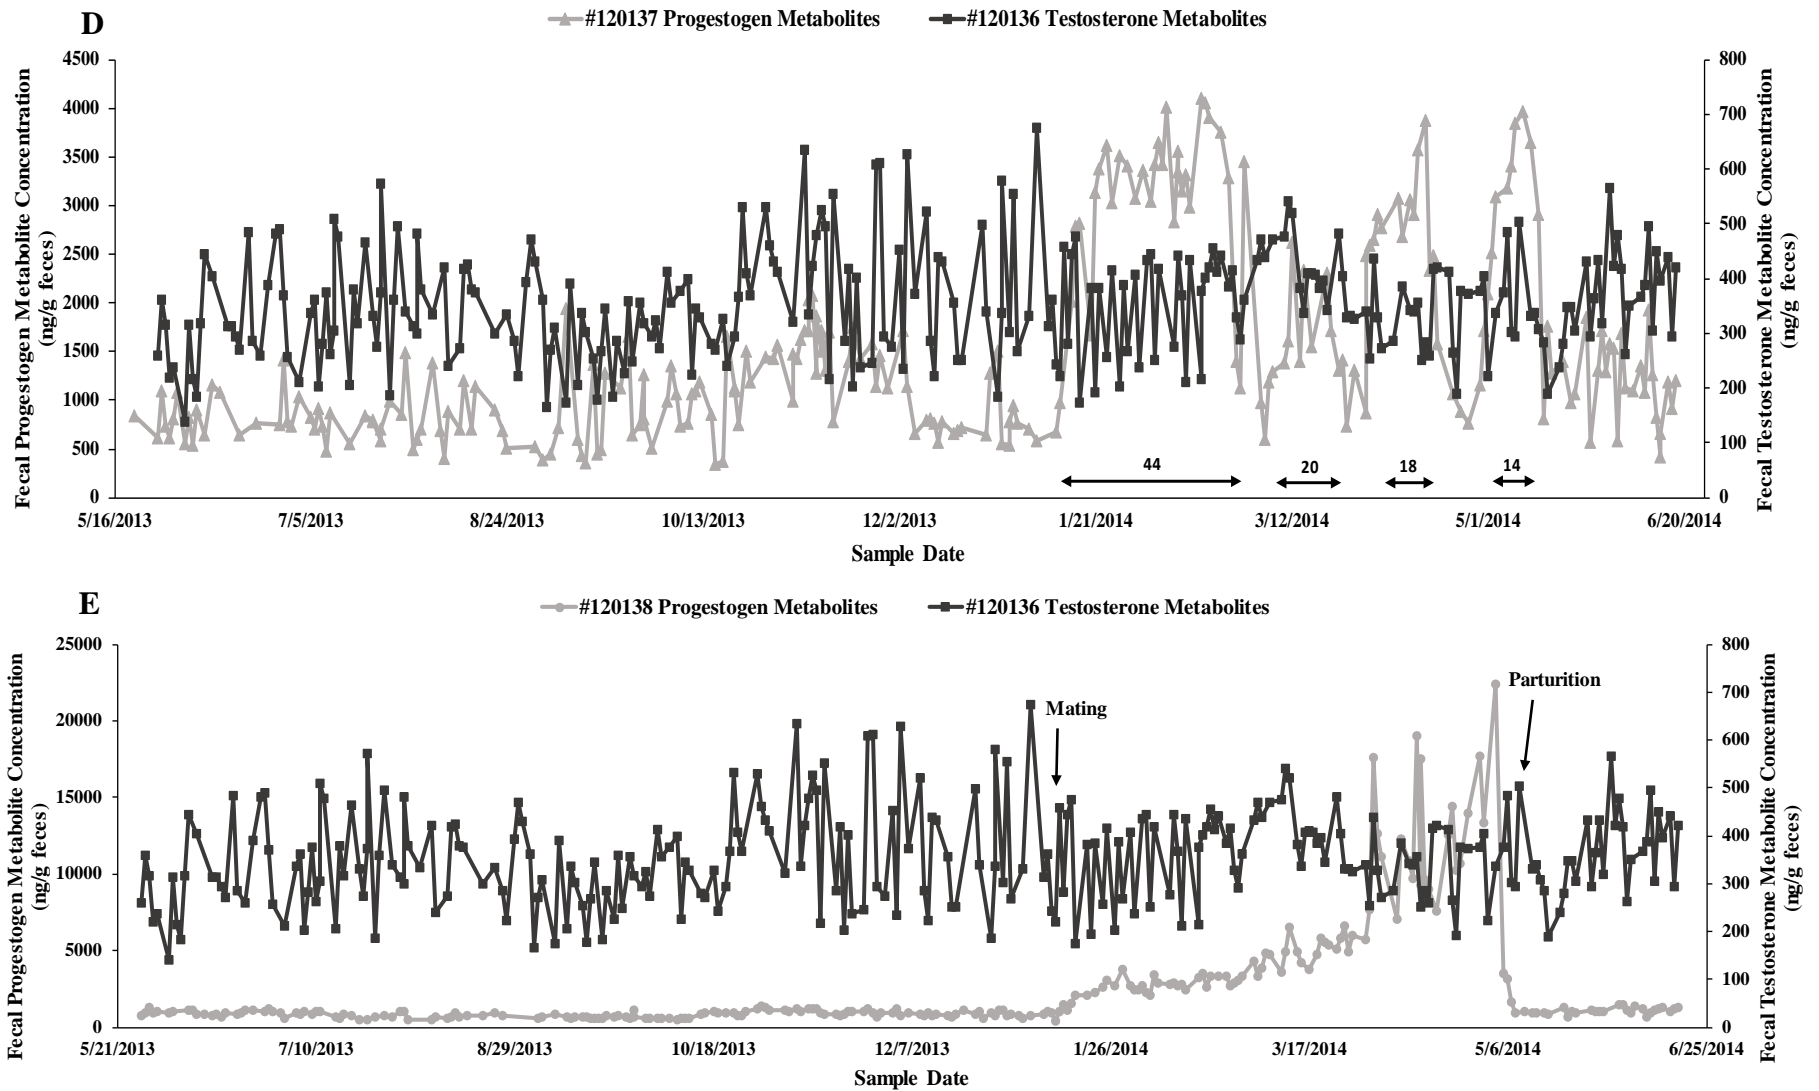 D
#120137 Progestogen Metabolites #120136 Testosterone Metabolites
Fecal Progestogen Metabolite Concentration
(ng/g feces)
4500
4000
3500
3000
2500
2000
1500
1000
500
0
800
700
600
500
400
300
200
100
0
Fecal Testosterone Metabolite Concentration
(ng/g feces)
44 20 18 14
5/16/2013 7/5/2013 8/24/2013 10/13/2013 12/2/2013 1/21/2014 3/12/2014 5/1/2014 6/20/2014
Sample Date
E
#120138 Progestogen Metabolites #120136 Testosterone Metabolites
Fecal Progestogen Metabolite Concentration
(ng/g feces)
25000
20000
15000
10000
5000
0
800
700
600
500
400
300
200
100
0
Fecal Testosterone Metabolite Concentration
(ng/g feces)
Parturition
Mating
5/21/2013 7/10/2013 8/29/2013 10/18/2013 12/7/2013 1/26/2014 3/17/2014 5/6/2014 6/25/2014
Sample Date